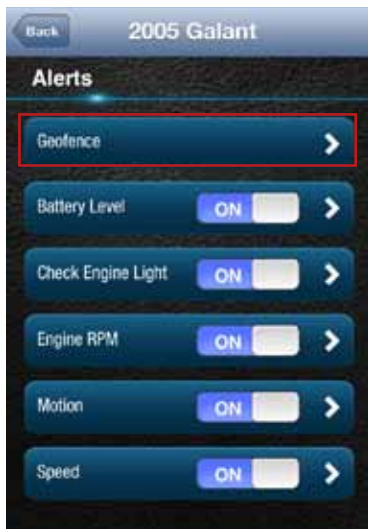 Back
2005 Galant
Alerts
Geofence
Battery Level ON
Check Engine Light ON
Engine RPM ON
Motion ON
Speed ON